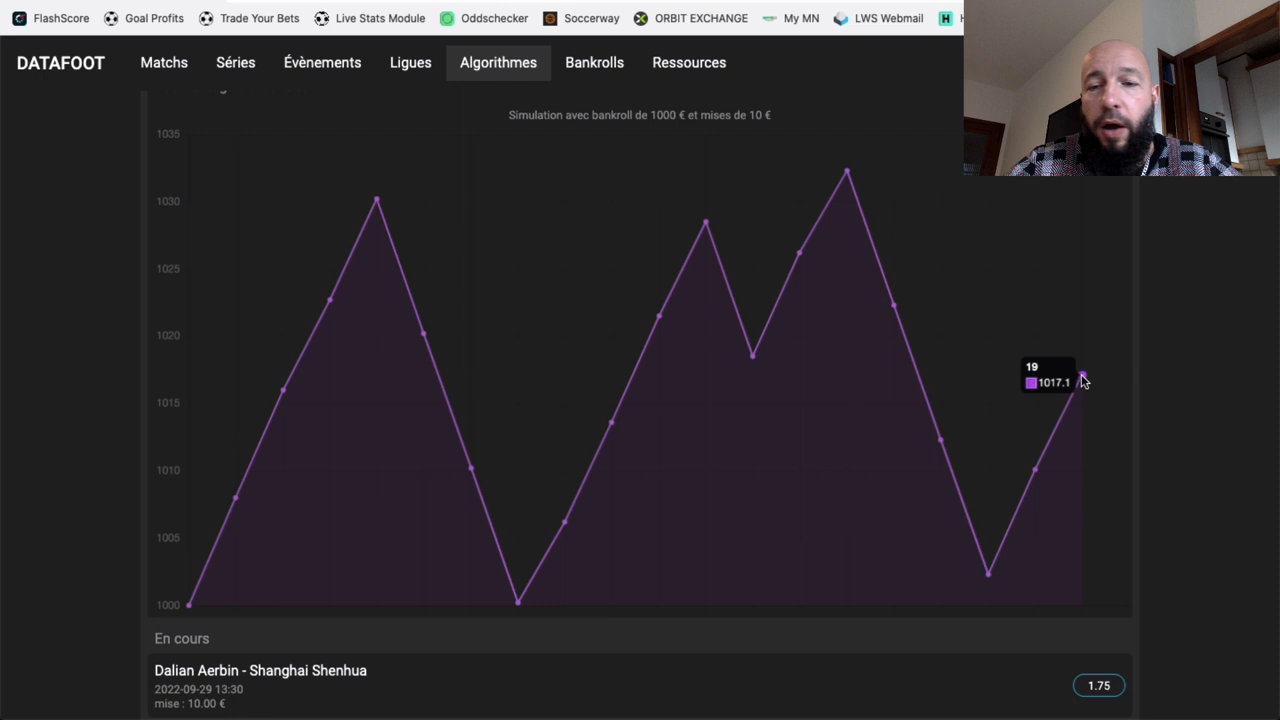 FlashScore Goal Profits Trade Your Bets Live Stats Module Oddschecker Soccerway ORBIT EXCHANGE My MN LWS Webmail H
DATAFOOT Matchs Séries Évènements Ligues Algorithmes Bankrolls Ressources
Simulation avec bankroll de 1000 € et mises de 10 €
1035
1030
1025
1020
1015
1010
1005
1000
19
1017.1
En cours
Dalian Aerbin - Shanghai Shenhua
2022-09-29 13:30
mise : 10.00 €
1.75